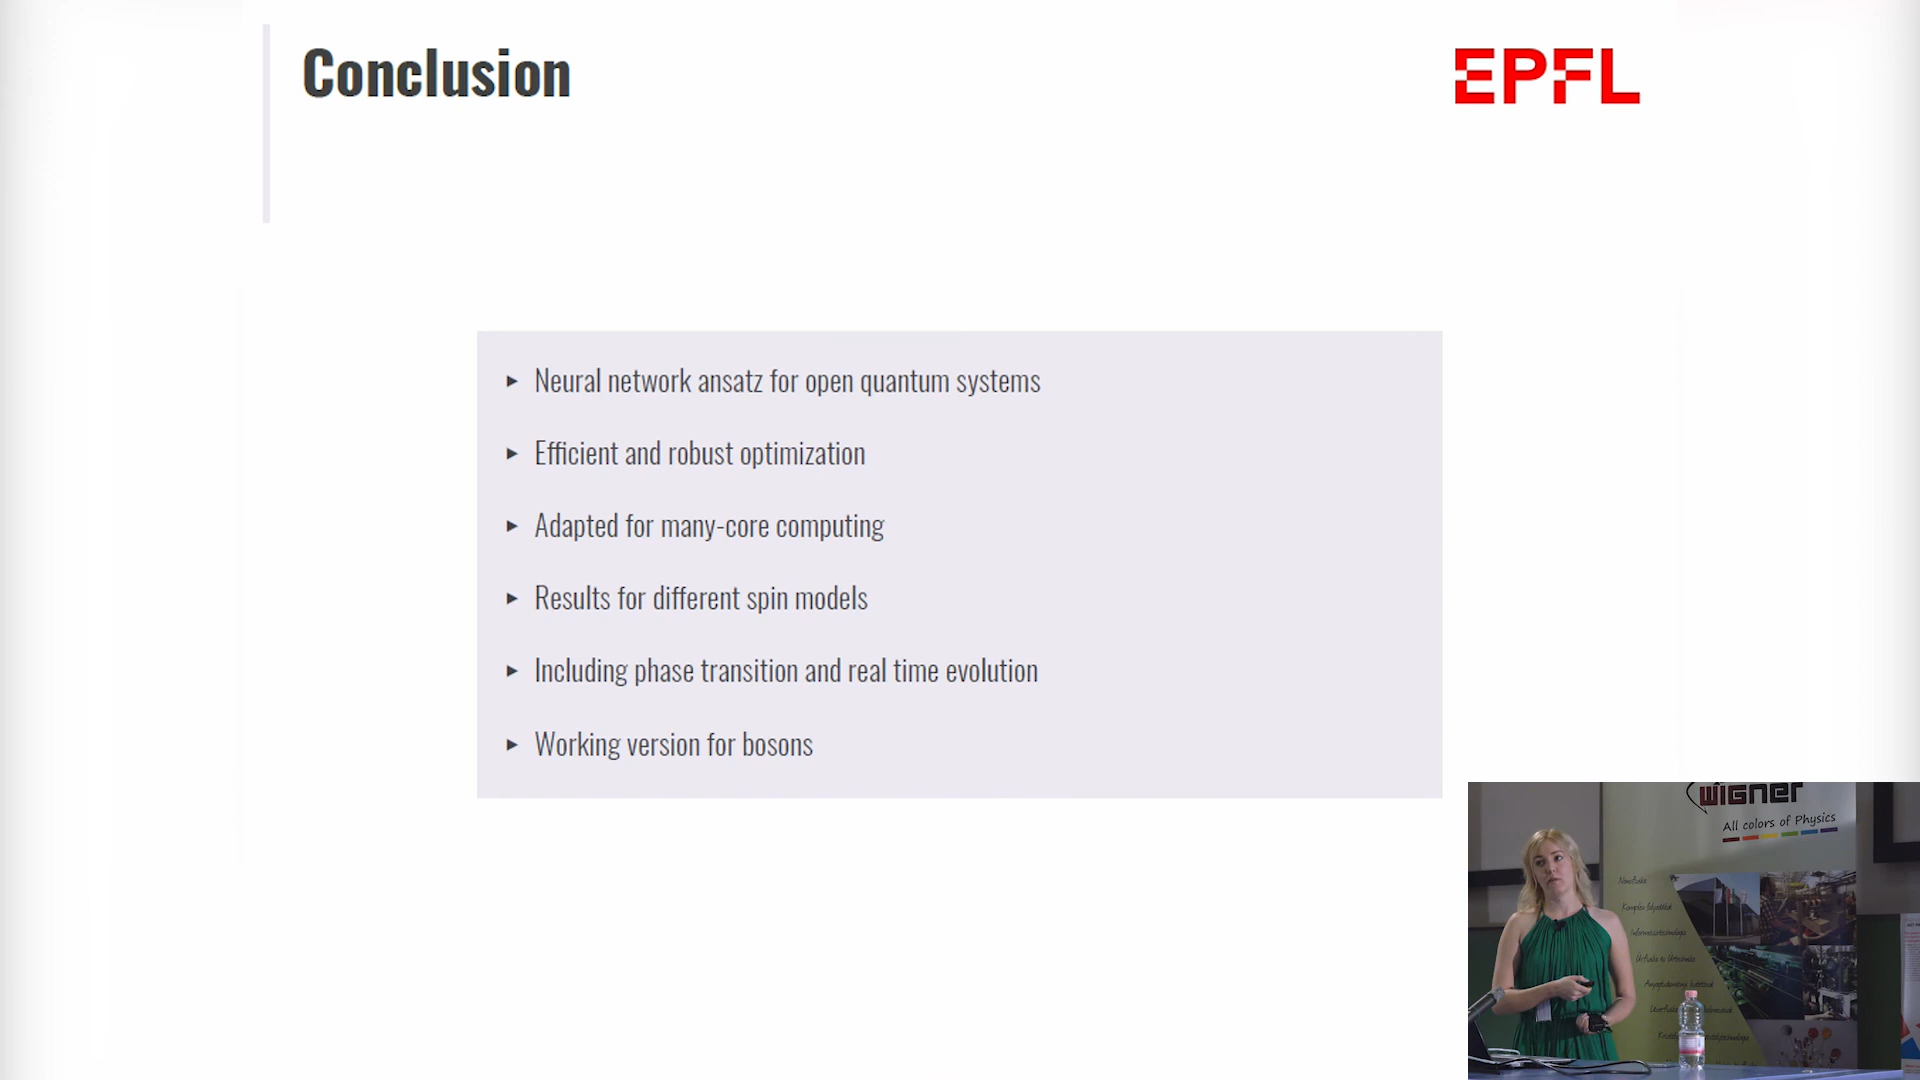 Conclusion
EPFL
Neural network ansatz for open quantum systems
Efficient and robust optimization
Adapted for many-core computing
Results for different spin models
Including phase transition and real time evolution
Working version for bosons
wigner
All colors of Physics